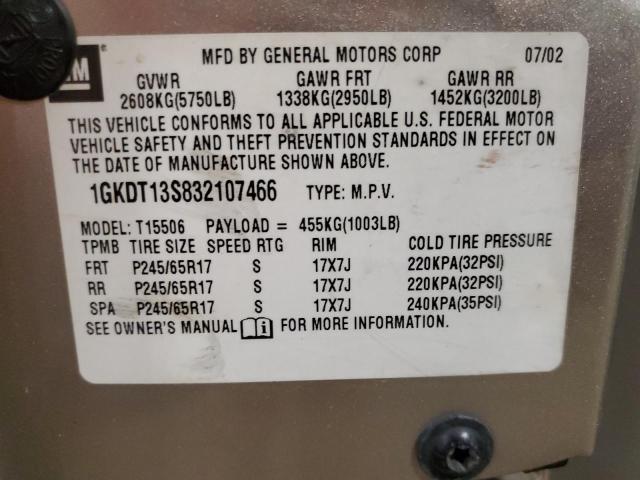 MFD BY GENERAL MOTORS CORP 07/02
GVWR GAWR FRT GAWR RR
2608KG(5750LB) 1338KG(2950LB) 1452KG(3200LB)
THIS VEHICLE CONFORMS TO ALL APPLICABLE U.S. FEDERAL MOTOR
VEHICLE SAFETY AND THEFT PREVENTION STANDARDS IN EFFECT ON
THE DATE OF MANUFACTURE SHOWN ABOVE.
1GKDT13S832107466 TYPE: M.P.V.
MODEL: T15506 PAYLOAD = 455KG(1003LB)
TPMB TIRE SIZE SPEED RTG RIM COLD TIRE PRESSURE
FRT P245/65R17 S 17X7J 220KPA(32PSI)
RR P245/65R17 S 17X7J 220KPA(32PSI)
SPA P245/65R17 S 17X7J 240KPA(35PSI)
SEE OWNER'S MANUAL FOR MORE INFORMATION.